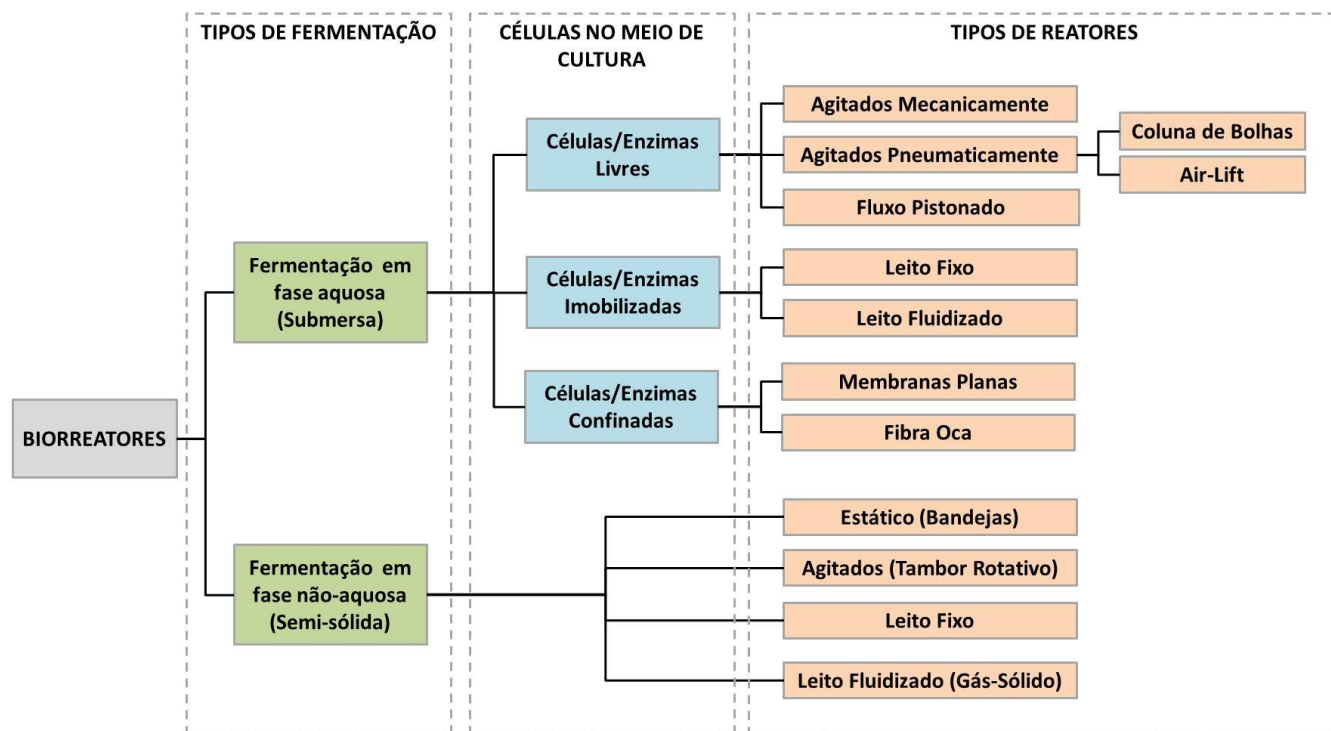 TIPOS DE FERMENTAÇÃO
CÉLULAS NO MEIO DE
CULTURA
TIPOS DE REATORES
BIORREATORES
Fermentação em
fase aquosa
(Submersa)
Células/Enzimas
Livres
Agitados Mecanicamente
Agitados Pneumaticamente
Coluna de Bolhas
Air-Lift
Fluxo Pistonado
Células/Enzimas
Imobilizadas
Leito Fixo
Leito Fluidizado
Células/Enzimas
Confinadas
Membranas Planas
Fibra Oca
Fermentação em
fase não-aquosa
(Semi-sólida)
Estático (Bandejas)
Agitados (Tambor Rotativo)
Leito Fixo
Leito Fluidizado (Gás-Sólido)